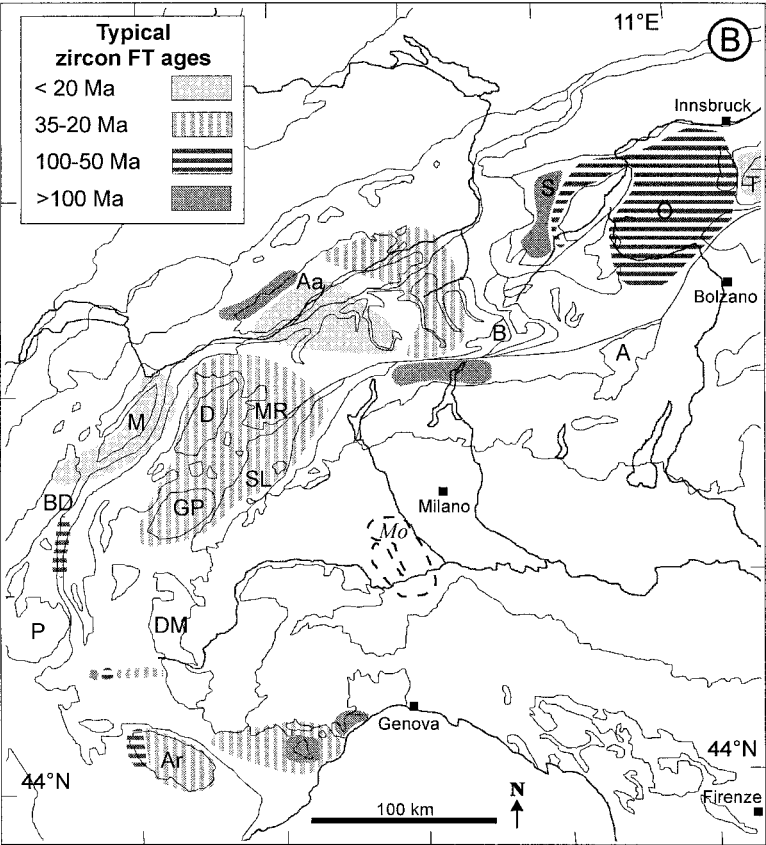 Typical
zircon FT ages
< 20 Ma
35-20 Ma
100-50 Ma
>100 Ma
11°E
B
Innsbruck
S
O
T
Aa
Bolzano
B
A
M
D
MR
SL
GP
BD
Milano
Mo
P
DM
Genova
Ar
44°N
44°N
N
100 km
Firenze